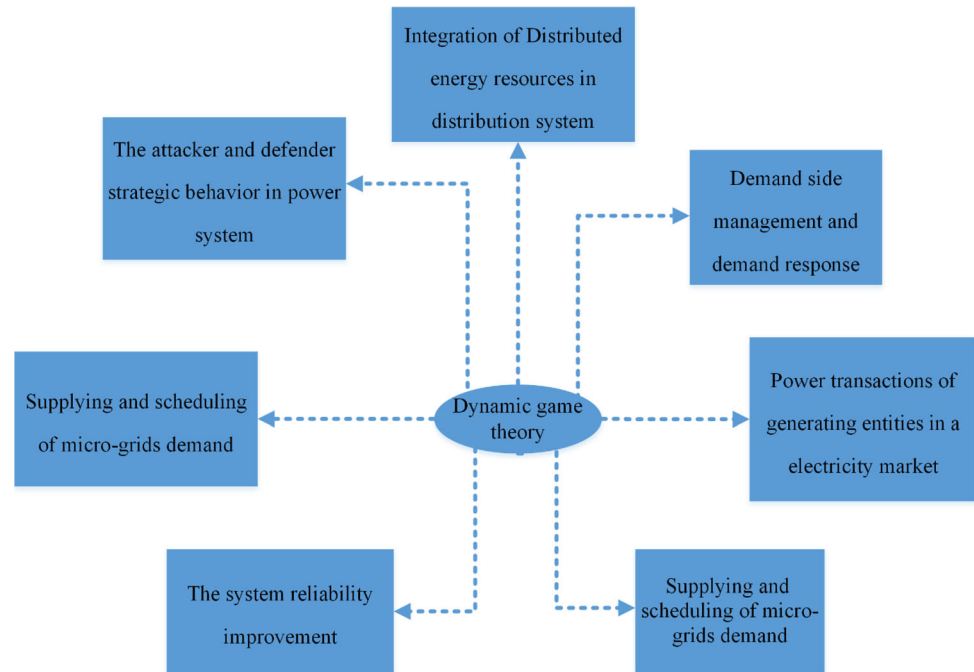 Integration of Distributed
energy resources in
distribution system
The attacker and defender
strategic behavior in power
system
Demand side
management and
demand response
Supplying and scheduling
of micro-grids demand
Dynamic game
theory
Power transactions of
generating entities in a
electricity market
The system reliability
improvement
Supplying and
scheduling of micro-
grids demand